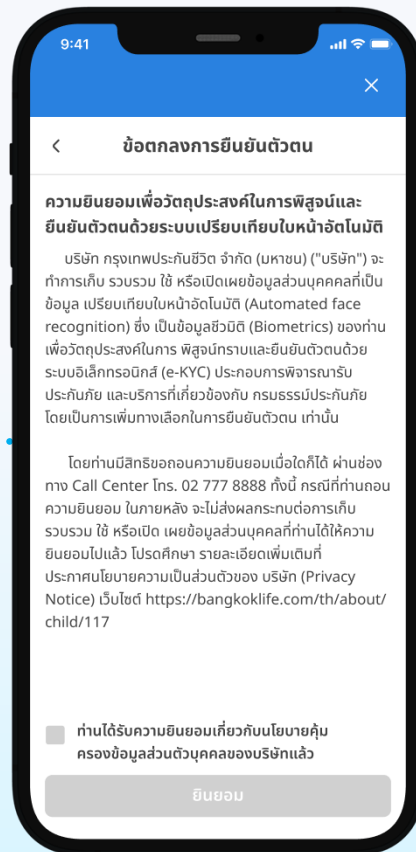 9:41
ข้อตกลงการยืนยันตัวตน
ความยินยอมเพื่อวัตถุประสงค์ในการพิสูจน์และ
ยืนยันตัวตนด้วยระบบเปรียบเทียบใบหน้าอัตโนมัติ
บริษัท กรุงเทพประกันชีวิต จำกัด (มหาชน) ("บริษัท") จะ
ทำการเก็บ รวบรวม ใช้ หรือเปิดเผยข้อมูลส่วนบุคคคลที่เป็น
ข้อมูล เปรียบเทียบใบหน้าอัดโนมัติ (Automated face
recognition) ซึ่ง เป็นข้อมูลชีวมิติ (Biometrics) ของท่าน
เพื่อวัตถุประสงค์ในการ พิสูจน์ทราบและยืนยันตัวตนด้วย
ระบบอิเล็กทรอนิกส์ (e-KYC) ประกอบการพิจารณารับ
ประกันภัย และบริการที่เกี่ยวข้องกับ กรมธรรม์ประกันภัย
โดยเป็นการเพิ่มทางเลือกในการยืนยันตัวตน เท่านั้น
โดยท่านมีสิทธิขอถอนความยินยอมเมื่อใดก็ได้ ผ่านช่อง
ทาง Call Center โทร. 02 777 8888 ทั้งนี้ กรณีที่ท่านถอน
ความยินยอม ในภายหลัง จะไม่ส่งผลกระทบต่อการเก็บ
รวบรวม ใช้ หรือเปิด เผยข้อมูลส่วนบุคคลที่ท่านได้ให้ความ
ยินยอมไปแล้ว โปรดศึกษา รายละเอียดเพิ่มเติมที่
ประกาศนโยบายความเป็นส่วนตัวของ บริษัท (Privacy
Notice) เว็บไซต์ https://bangkoklife.com/th/about/
child/117
ท่านได้รับความยินยอมเกี่ยวกับนโยบายคุ้ม
ครองข้อมูลส่วนตัวบุคคลของบริษัทแล้ว
ยินยอม